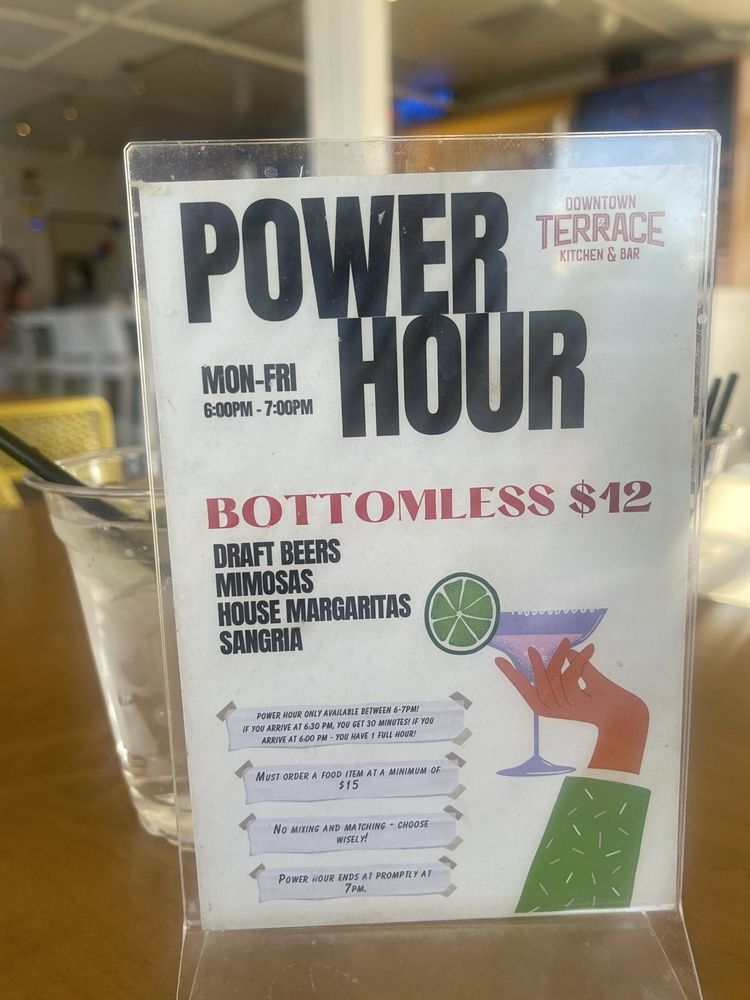 DOWNTOWN
TERRACE
KITCHEN & BAR
POWER
HOUR
MON-FRI
6:00PM - 7:00PM
BOTTOMLESS $12
DRAFT BEERS
MIMOSAS
HOUSE MARGARITAS
SANGRIA
POWER HOUR ONLY AVAILABLE BETWEEN 6-7PM!
IF YOU ARRIVE AT 6:30 PM, YOU GET 30 MINUTES! IF YOU
ARRIVE AT 6:00 PM - YOU HAVE 1 FULL HOUR!
MUST ORDER A FOOD ITEM AT A MINIMUM OF
$15
NO MIXING AND MATCHING - CHOOSE
WISELY!
POWER HOUR ENDS AT PROMPTLY AT
7PM.